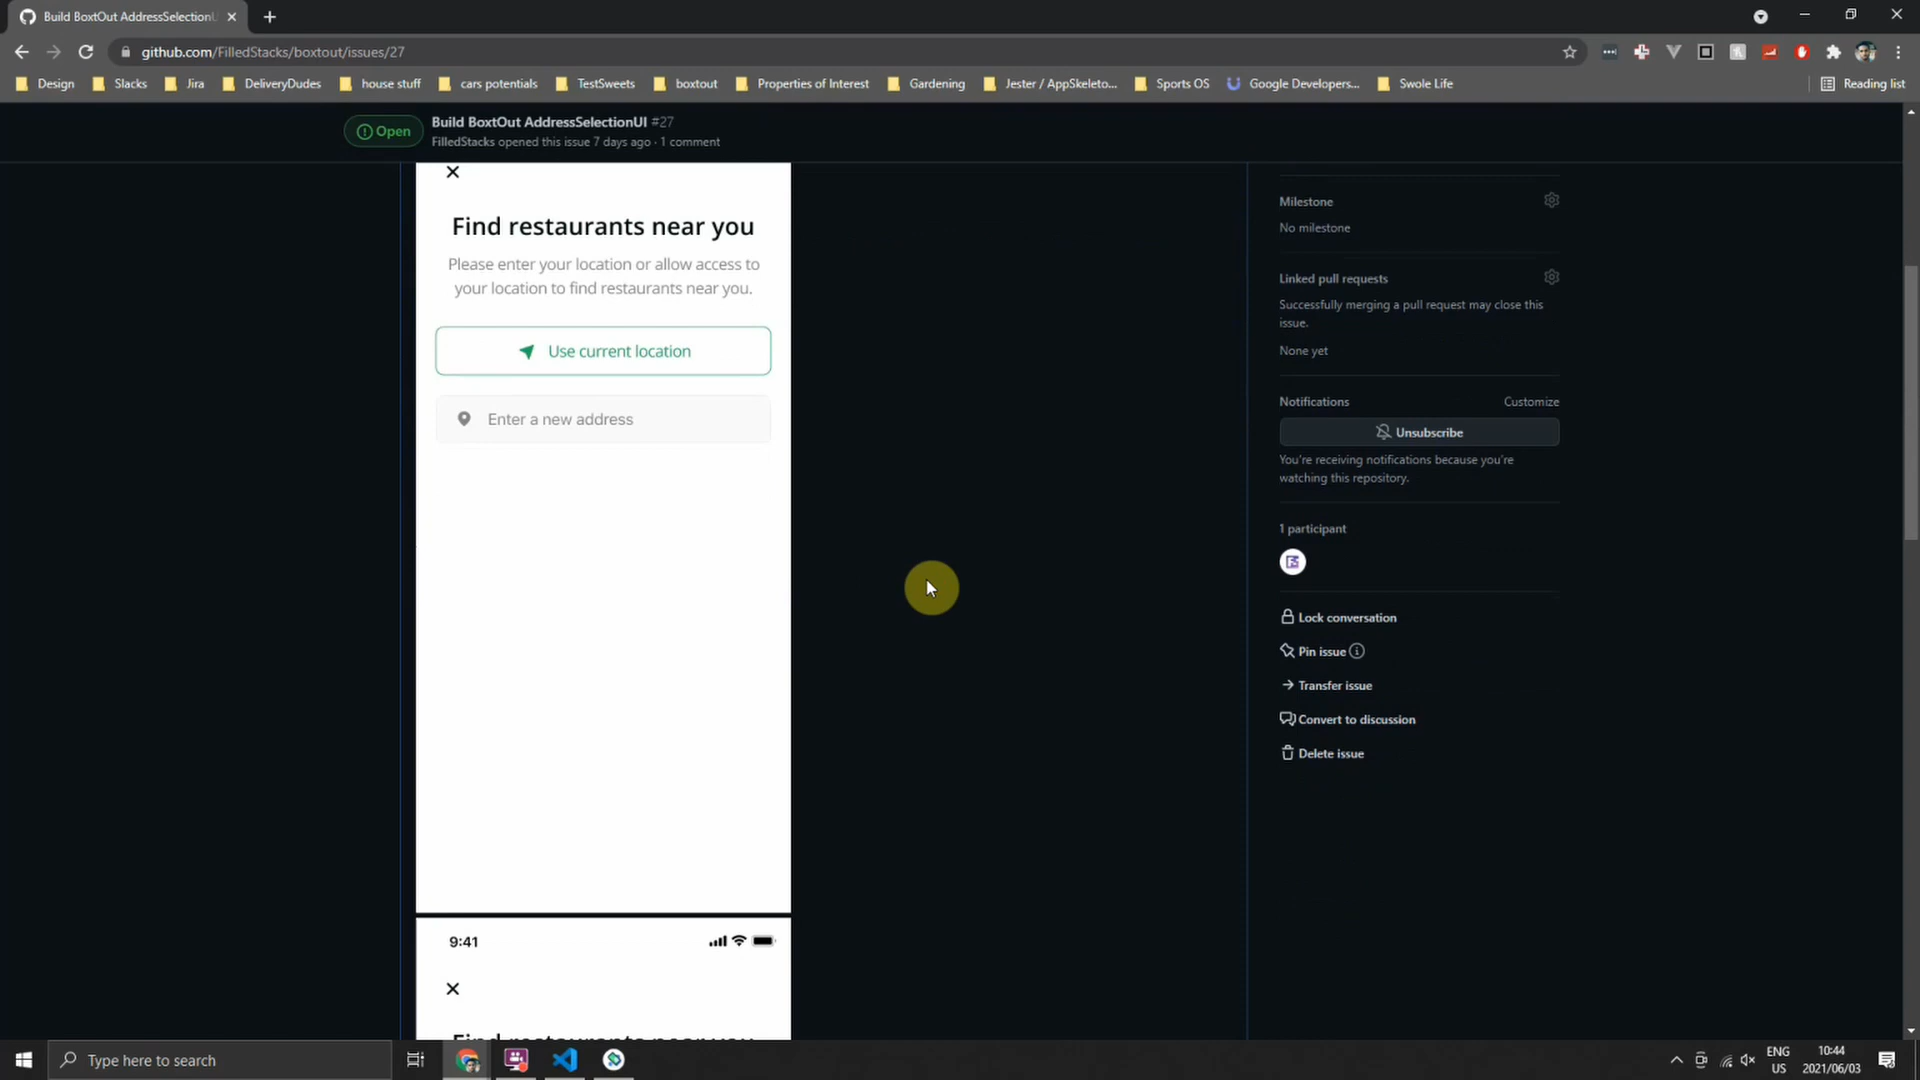 Build BoxtOut AddressSelectionU
github.com/FilledStacks/boxtout/issues/27
Design
Slacks
Jira
DeliveryDudes
house stuff
cars potentials
TestSweets
boxtout
Properties of Interest
Gardening
Jester / AppSkeleto...
Sports OS
Google Developers...
Swole Life
Reading list
Open
Build BoxtOut AddressSelectionUI #27
FilledStacks opened this issue 7 days ago · 1 comment
Find restaurants near you
Please enter your location or allow access to
your location to find restaurants near you.
Use current location
Enter a new address
9:41
Find restaurants near you
Milestone
No milestone
Linked pull requests
Successfully merging a pull request may close this
issue.
None yet
Notifications
Customize
Unsubscribe
You're receiving notifications because you're
watching this repository.
1 participant
Lock conversation
Pin issue
Transfer issue
Convert to discussion
Delete issue
Type here to search
ENG
US
10:44
2021/06/03